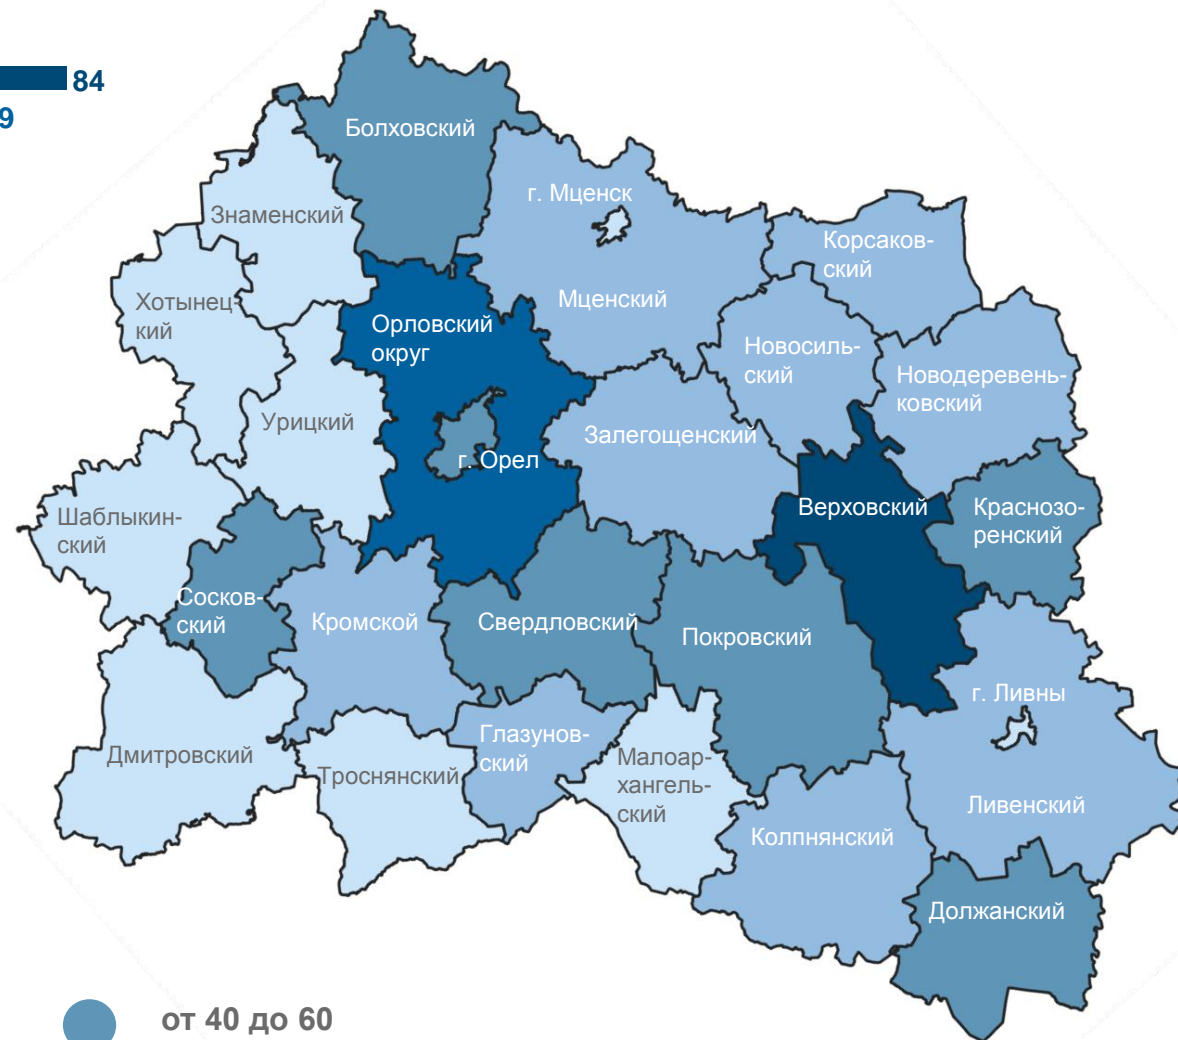 84
9
Болховский
г. Мценск
Знаменский
Корсаков-
ский
Хотынец-
кий
Мценский
Орловский
округ
Новосиль-
ский
Новодеревень-
ковский
Урицкий
Залегощенский
г. Орел
Шаблыкин-
ский
Верховский
Краснозо-
ренский
Сосков-
ский
Кромской
Свердловский
Покровский
г. Ливны
Дмитровский
Троснянский
Глазунов-
ский
Малоар-
хангель-
ский
Ливенский
Колпнянский
Должанский
от 40 до 60